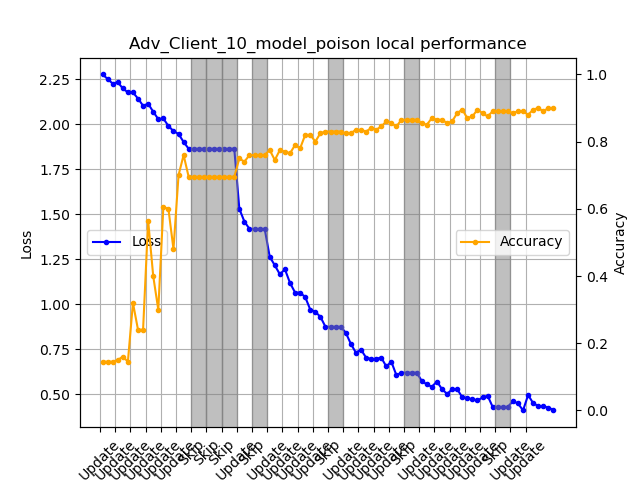 Adv_Client_10_model_poison local performance
2.25
2.00
1.75
1.50
1.25
1.00
0.75
0.50
Loss
Loss
Accuracy
1.0
0.8
0.6
0.4
0.2
0.0
Accuracy
Update
Update
Update
Update
Update
Update
Skip
Skip
Skip
Update
Skip
Update
Update
Update
Update
Skip
Update
Update
Update
Update
Skip
Update
Update
Update
Update
Update
Skip
Update
Update